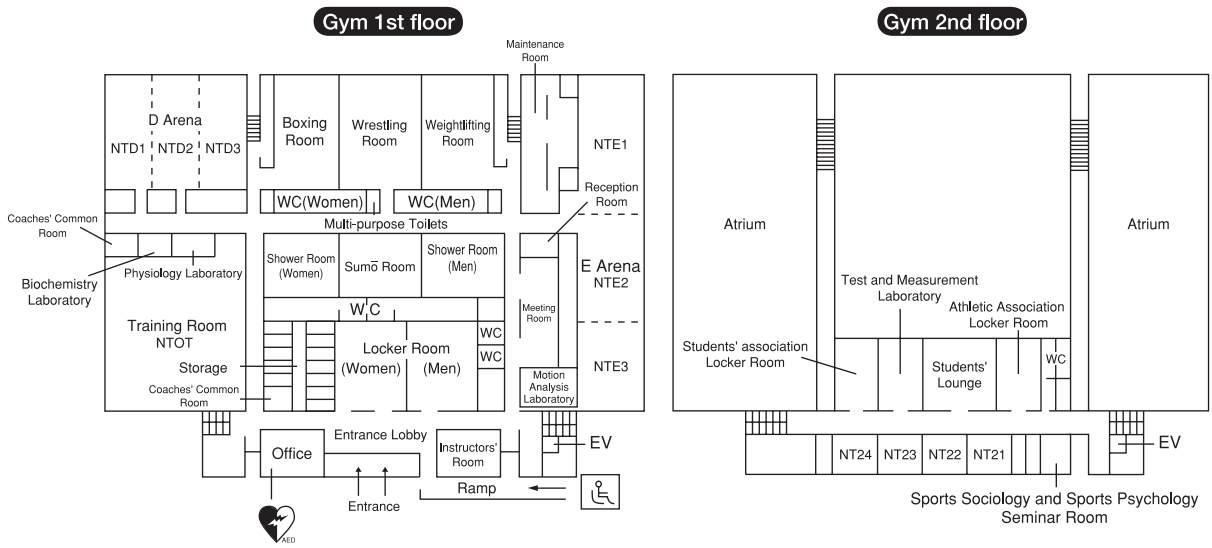 Gym 1st floor
Maintenance
Room
D Arena
NTD1
NTD2
NTD3
Boxing
Room
Wrestling
Room
Weightlifting
Room
NTE1
Reception
Room
WC(Women)
WC(Men)
Multi-purpose Toilets
Coaches' Common
Room
Physiology Laboratory
Biochemistry
Laboratory
Shower Room
(Women)
Sumō Room
Shower Room
(Men)
E Arena
NTE2
WC
Meeting
Room
Training Room
NTOT
Locker Room
(Women)
(Men)
WC
WC
Storage
NTE3
Coaches' Common
Room
Motion
Analysis
Laboratory
Entrance Lobby
Office
Instructors'
Room
EV
Ramp
Entrance
AED
Gym 2nd floor
Atrium
Atrium
Test and Measurement
Laboratory
Athletic Association
Locker Room
Students' association
Locker Room
Students'
Lounge
WC
EV
NT24
NT23
NT22
NT21
Sports Sociology and Sports Psychology
Seminar Room